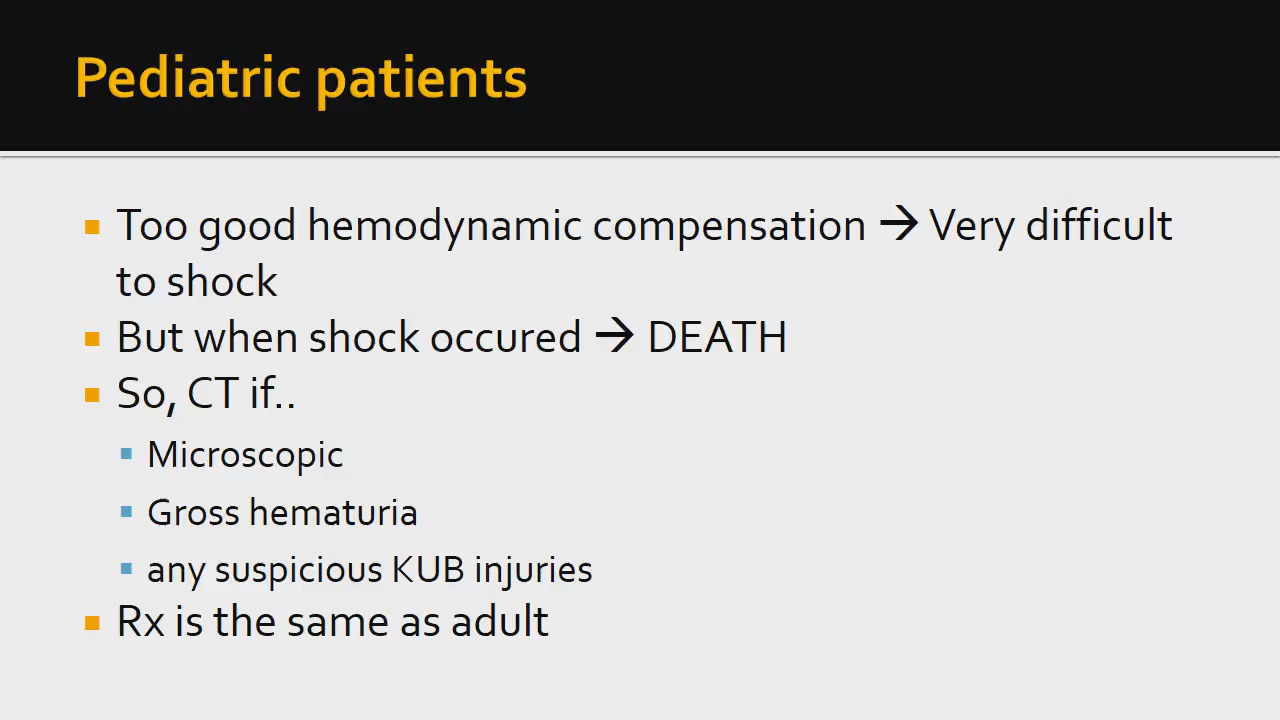 Pediatric patients
Too good hemodynamic compensation → Very difficult
to shock
But when shock occured → DEATH
So, CT if..
Microscopic
Gross hematuria
any suspicious KUB injuries
Rx is the same as adult